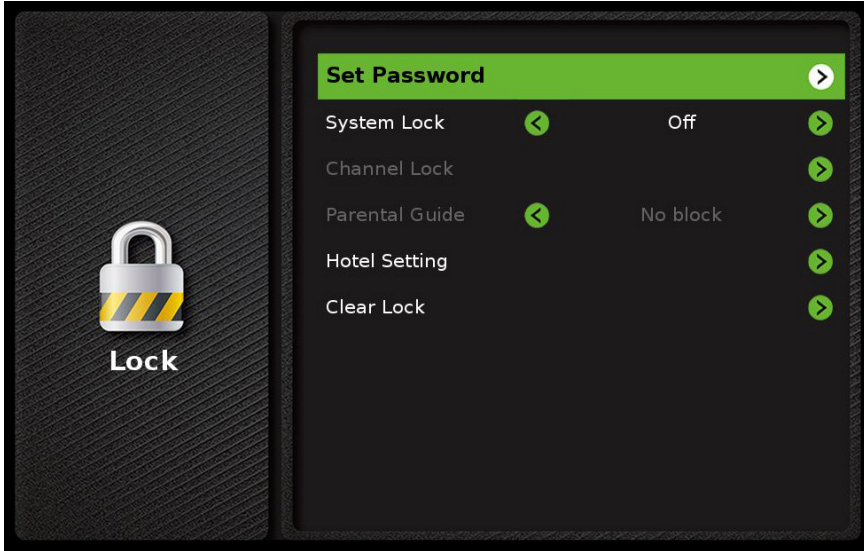 Set Password
System Lock Off
Channel Lock
Parental Guide No block
Hotel Setting
Clear Lock
Lock